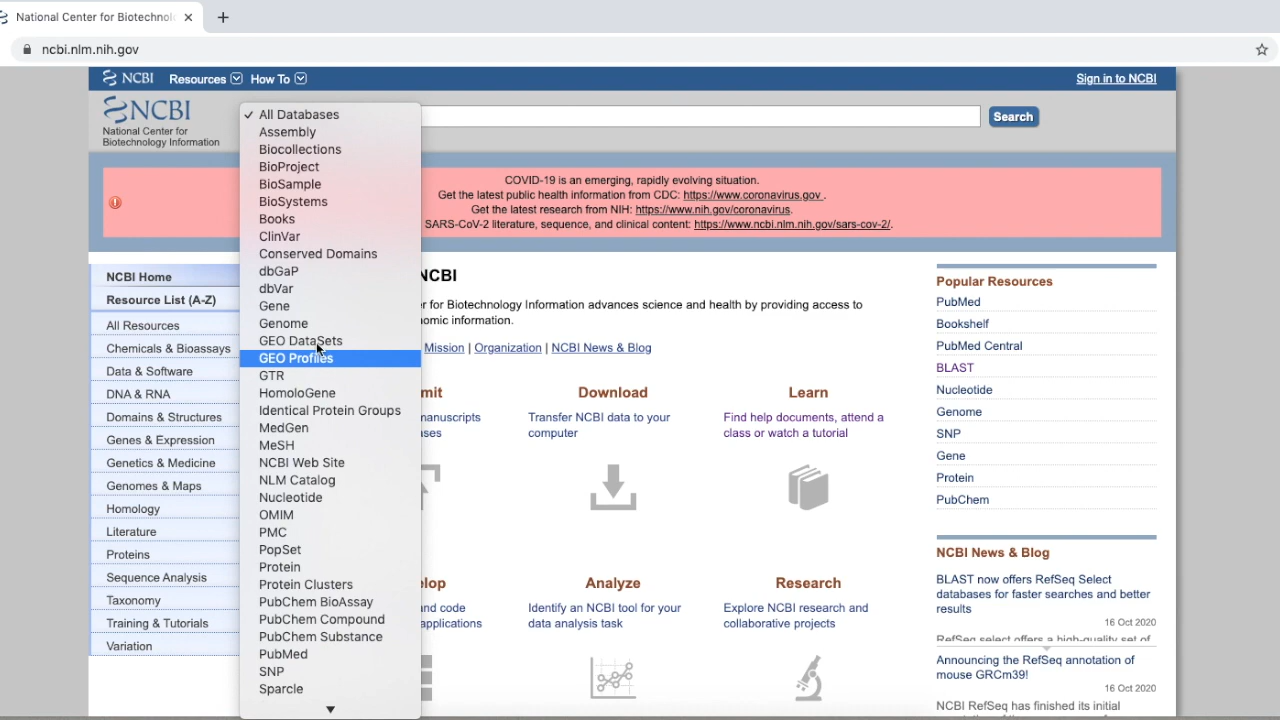 National Center for Biotechnolo
ncbi.nlm.nih.gov
NCBI Resources How To Sign in to NCBI
NCBI
National Center for
Biotechnology Information
Search
✓ All Databases
Assembly
Biocollections
BioProject
BioSample
BioSystems
Books
ClinVar
Conserved Domains
dbGaP
dbVar
Gene
Genome
GEO DataSets
GEO Profiles
GTR
HomoloGene
Identical Protein Groups
MedGen
MeSH
NCBI Web Site
NLM Catalog
Nucleotide
OMIM
PMC
PopSet
Protein
Protein Clusters
PubChem BioAssay
PubChem Compound
PubChem Substance
PubMed
SNP
Sparcle
COVID-19 is an emerging, rapidly evolving situation.
Get the latest public health information from CDC: https://www.coronavirus.gov .
Get the latest research from NIH: https://www.nih.gov/coronavirus.
SARS-CoV-2 literature, sequence, and clinical content: https://www.ncbi.nlm.nih.gov/sars-cov-2/.
NCBI Home
Resource List (A-Z)
All Resources
Chemicals & Bioassays
Data & Software
DNA & RNA
Domains & Structures
Genes & Expression
Genetics & Medicine
Genomes & Maps
Homology
Literature
Proteins
Sequence Analysis
Taxonomy
Training & Tutorials
Variation
NCBI
er for Biotechnology Information advances science and health by providing access to
nomic information.
Mission | Organization | NCBI News & Blog
mit
manuscripts
ases
Download
Transfer NCBI data to your
computer
Learn
Find help documents, attend a
class or watch a tutorial
elop
and code
applications
Analyze
Identify an NCBI tool for your
data analysis task
Research
Explore NCBI research and
collaborative projects
Popular Resources
PubMed
Bookshelf
PubMed Central
BLAST
Nucleotide
Genome
SNP
Gene
Protein
PubChem
NCBI News & Blog
BLAST now offers RefSeq Select
databases for faster searches and better
results
16 Oct 2020
RefSeq select offers a high-quality set of
Announcing the RefSeq annotation of
mouse GRCm39!
16 Oct 2020
NCBI RefSeq has finished its initial